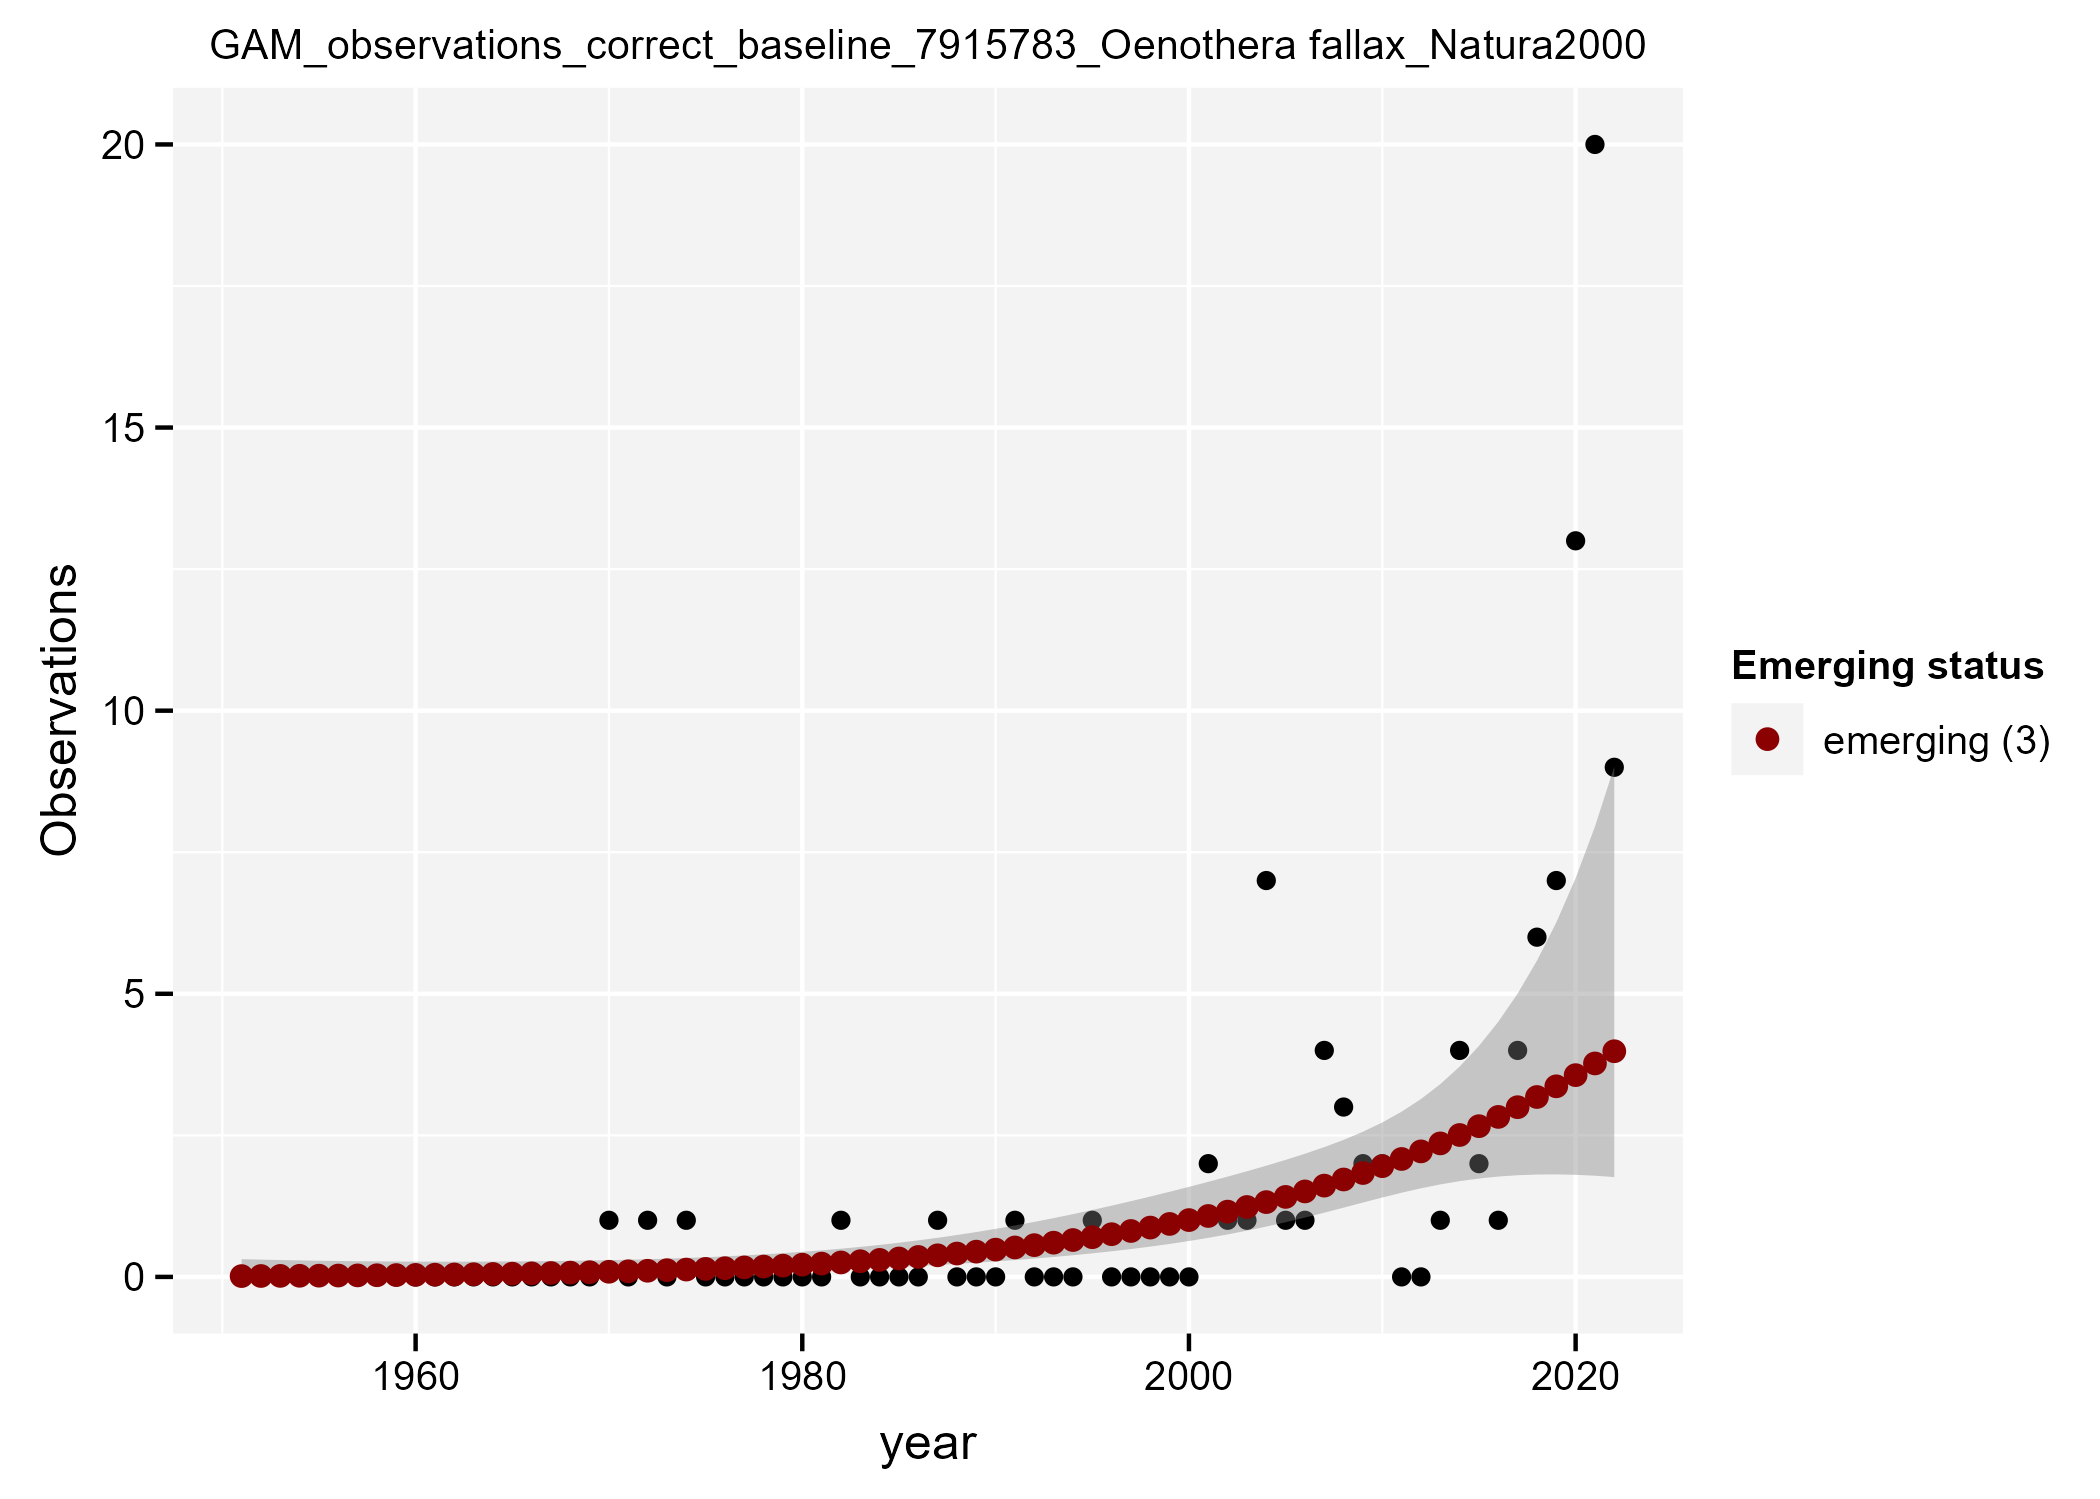 GAM_observations_correct_baseline_7915783_Oenothera fallax_Natura2000
20
15
10
5
0
Observations
1960 1980 2000 2020
year
Emerging status
emerging (3)